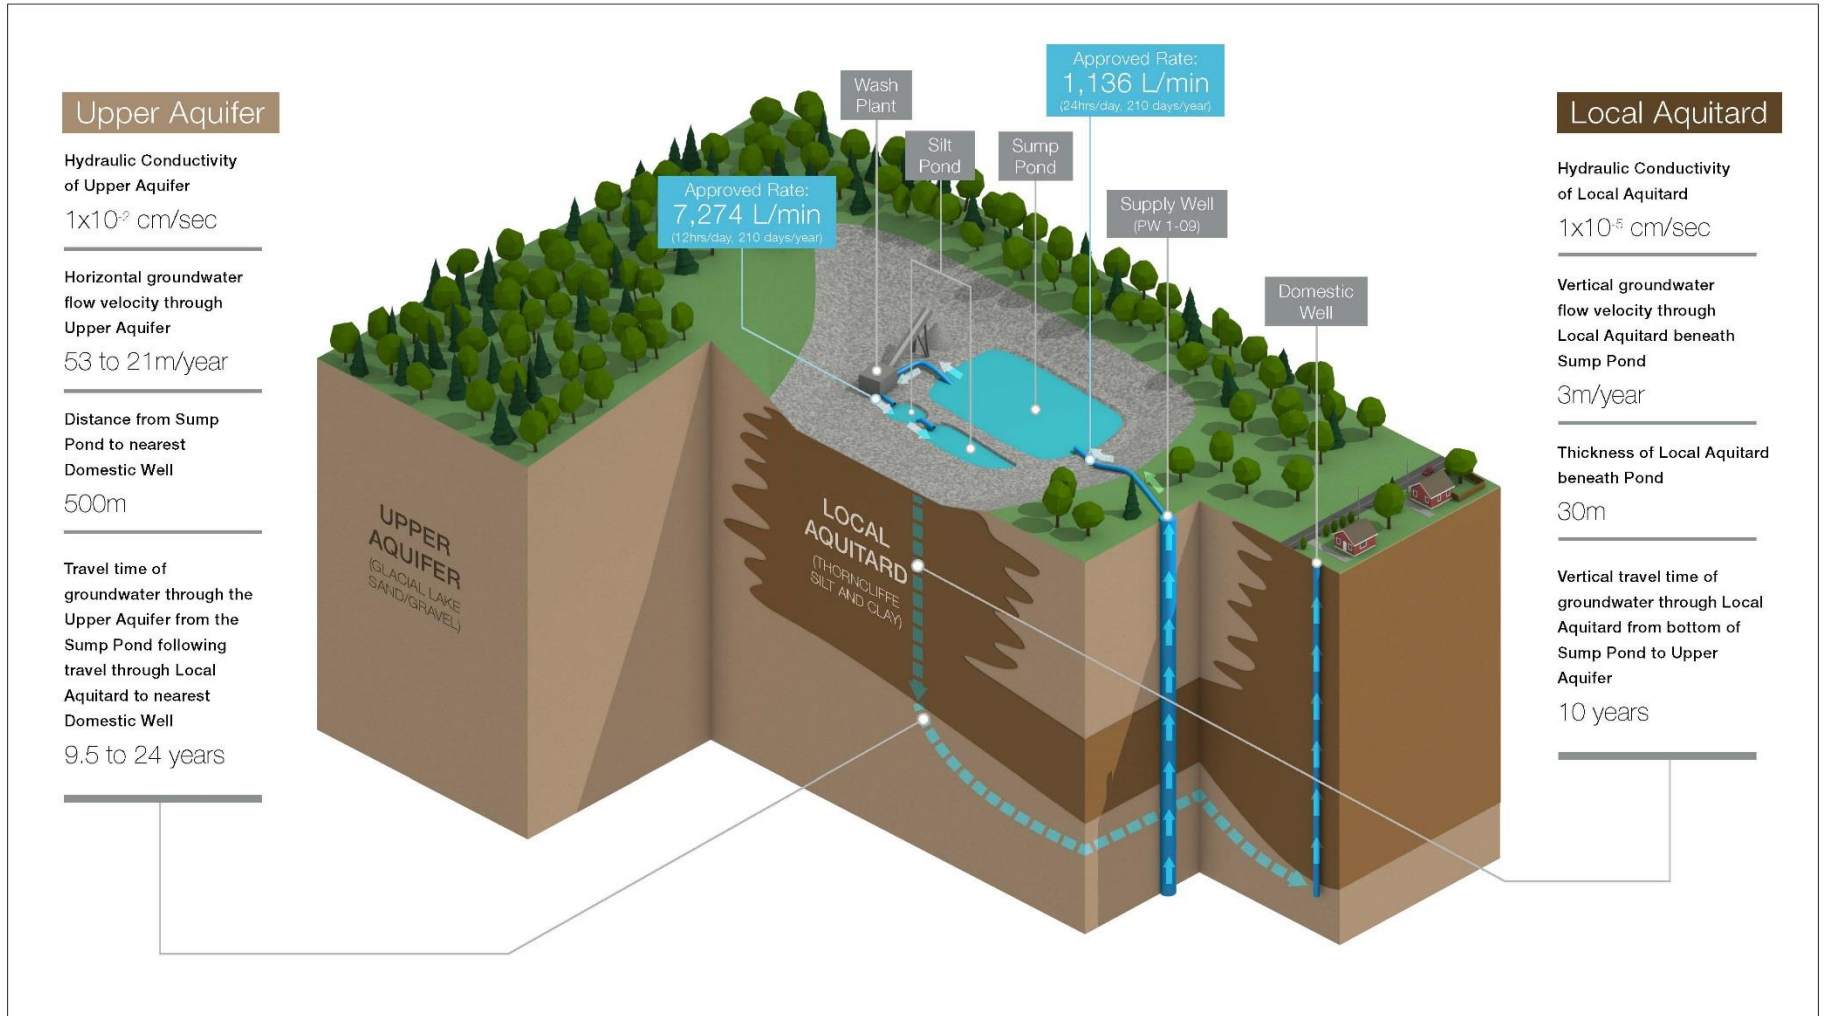 Upper Aquifer
Hydraulic Conductivity
of Upper Aquifer
1x10⁻² cm/sec
Horizontal groundwater
flow velocity through
Upper Aquifer
53 to 21m/year
Distance from Sump
Pond to nearest
Domestic Well
500m
Travel time of
groundwater through the
Upper Aquifer from the
Sump Pond following
travel through Local
Aquitard to nearest
Domestic Well
9.5 to 24 years
Approved Rate:
7,274 L/min
(12hrs/day, 210 days/year)
Wash
Plant
Silt
Pond
Sump
Pond
Approved Rate:
1,136 L/min
(24hrs/day, 210 days/year)
Supply Well
(PW 1-09)
Domestic
Well
UPPER
AQUIFER
(GLACIAL LAKE
SAND/GRAVEL)
LOCAL
AQUITARD
(THORNCLIFFE
SILT AND CLAY)
Local Aquitard
Hydraulic Conductivity
of Local Aquitard
1x10⁻⁵ cm/sec
Vertical groundwater
flow velocity through
Local Aquitard beneath
Sump Pond
3m/year
Thickness of Local Aquitard
beneath Pond
30m
Vertical travel time of
groundwater through Local
Aquitard from bottom of
Sump Pond to Upper
Aquifer
10 years